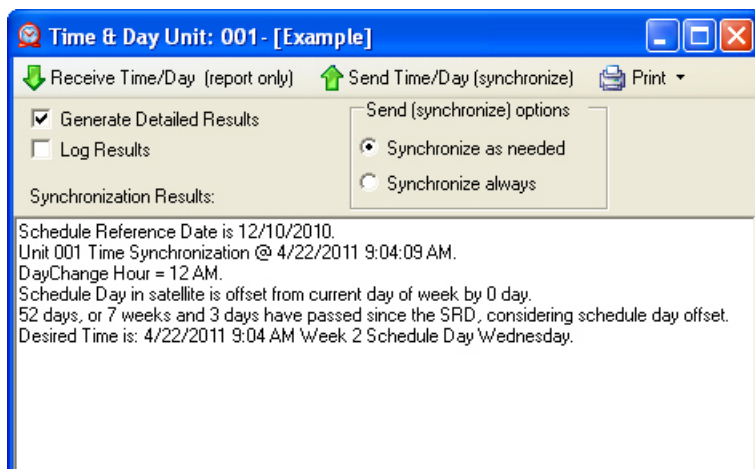 Time & Day Unit: 001- [Example]
Receive Time/Day (report only) Send Time/Day (synchronize) Print
Generate Detailed Results
Log Results
Send (synchronize) options
Synchronize as needed
Synchronize always
Synchronization Results:
Schedule Reference Date is 12/10/2010.
Unit 001 Time Synchronization @ 4/22/2011 9:04:09 AM.
DayChange Hour = 12 AM.
Schedule Day in satellite is offset from current day of week by 0 day.
52 days, or 7 weeks and 3 days have passed since the SRD, considering schedule day offset.
Desired Time is: 4/22/2011 9:04 AM Week 2 Schedule Day Wednesday.